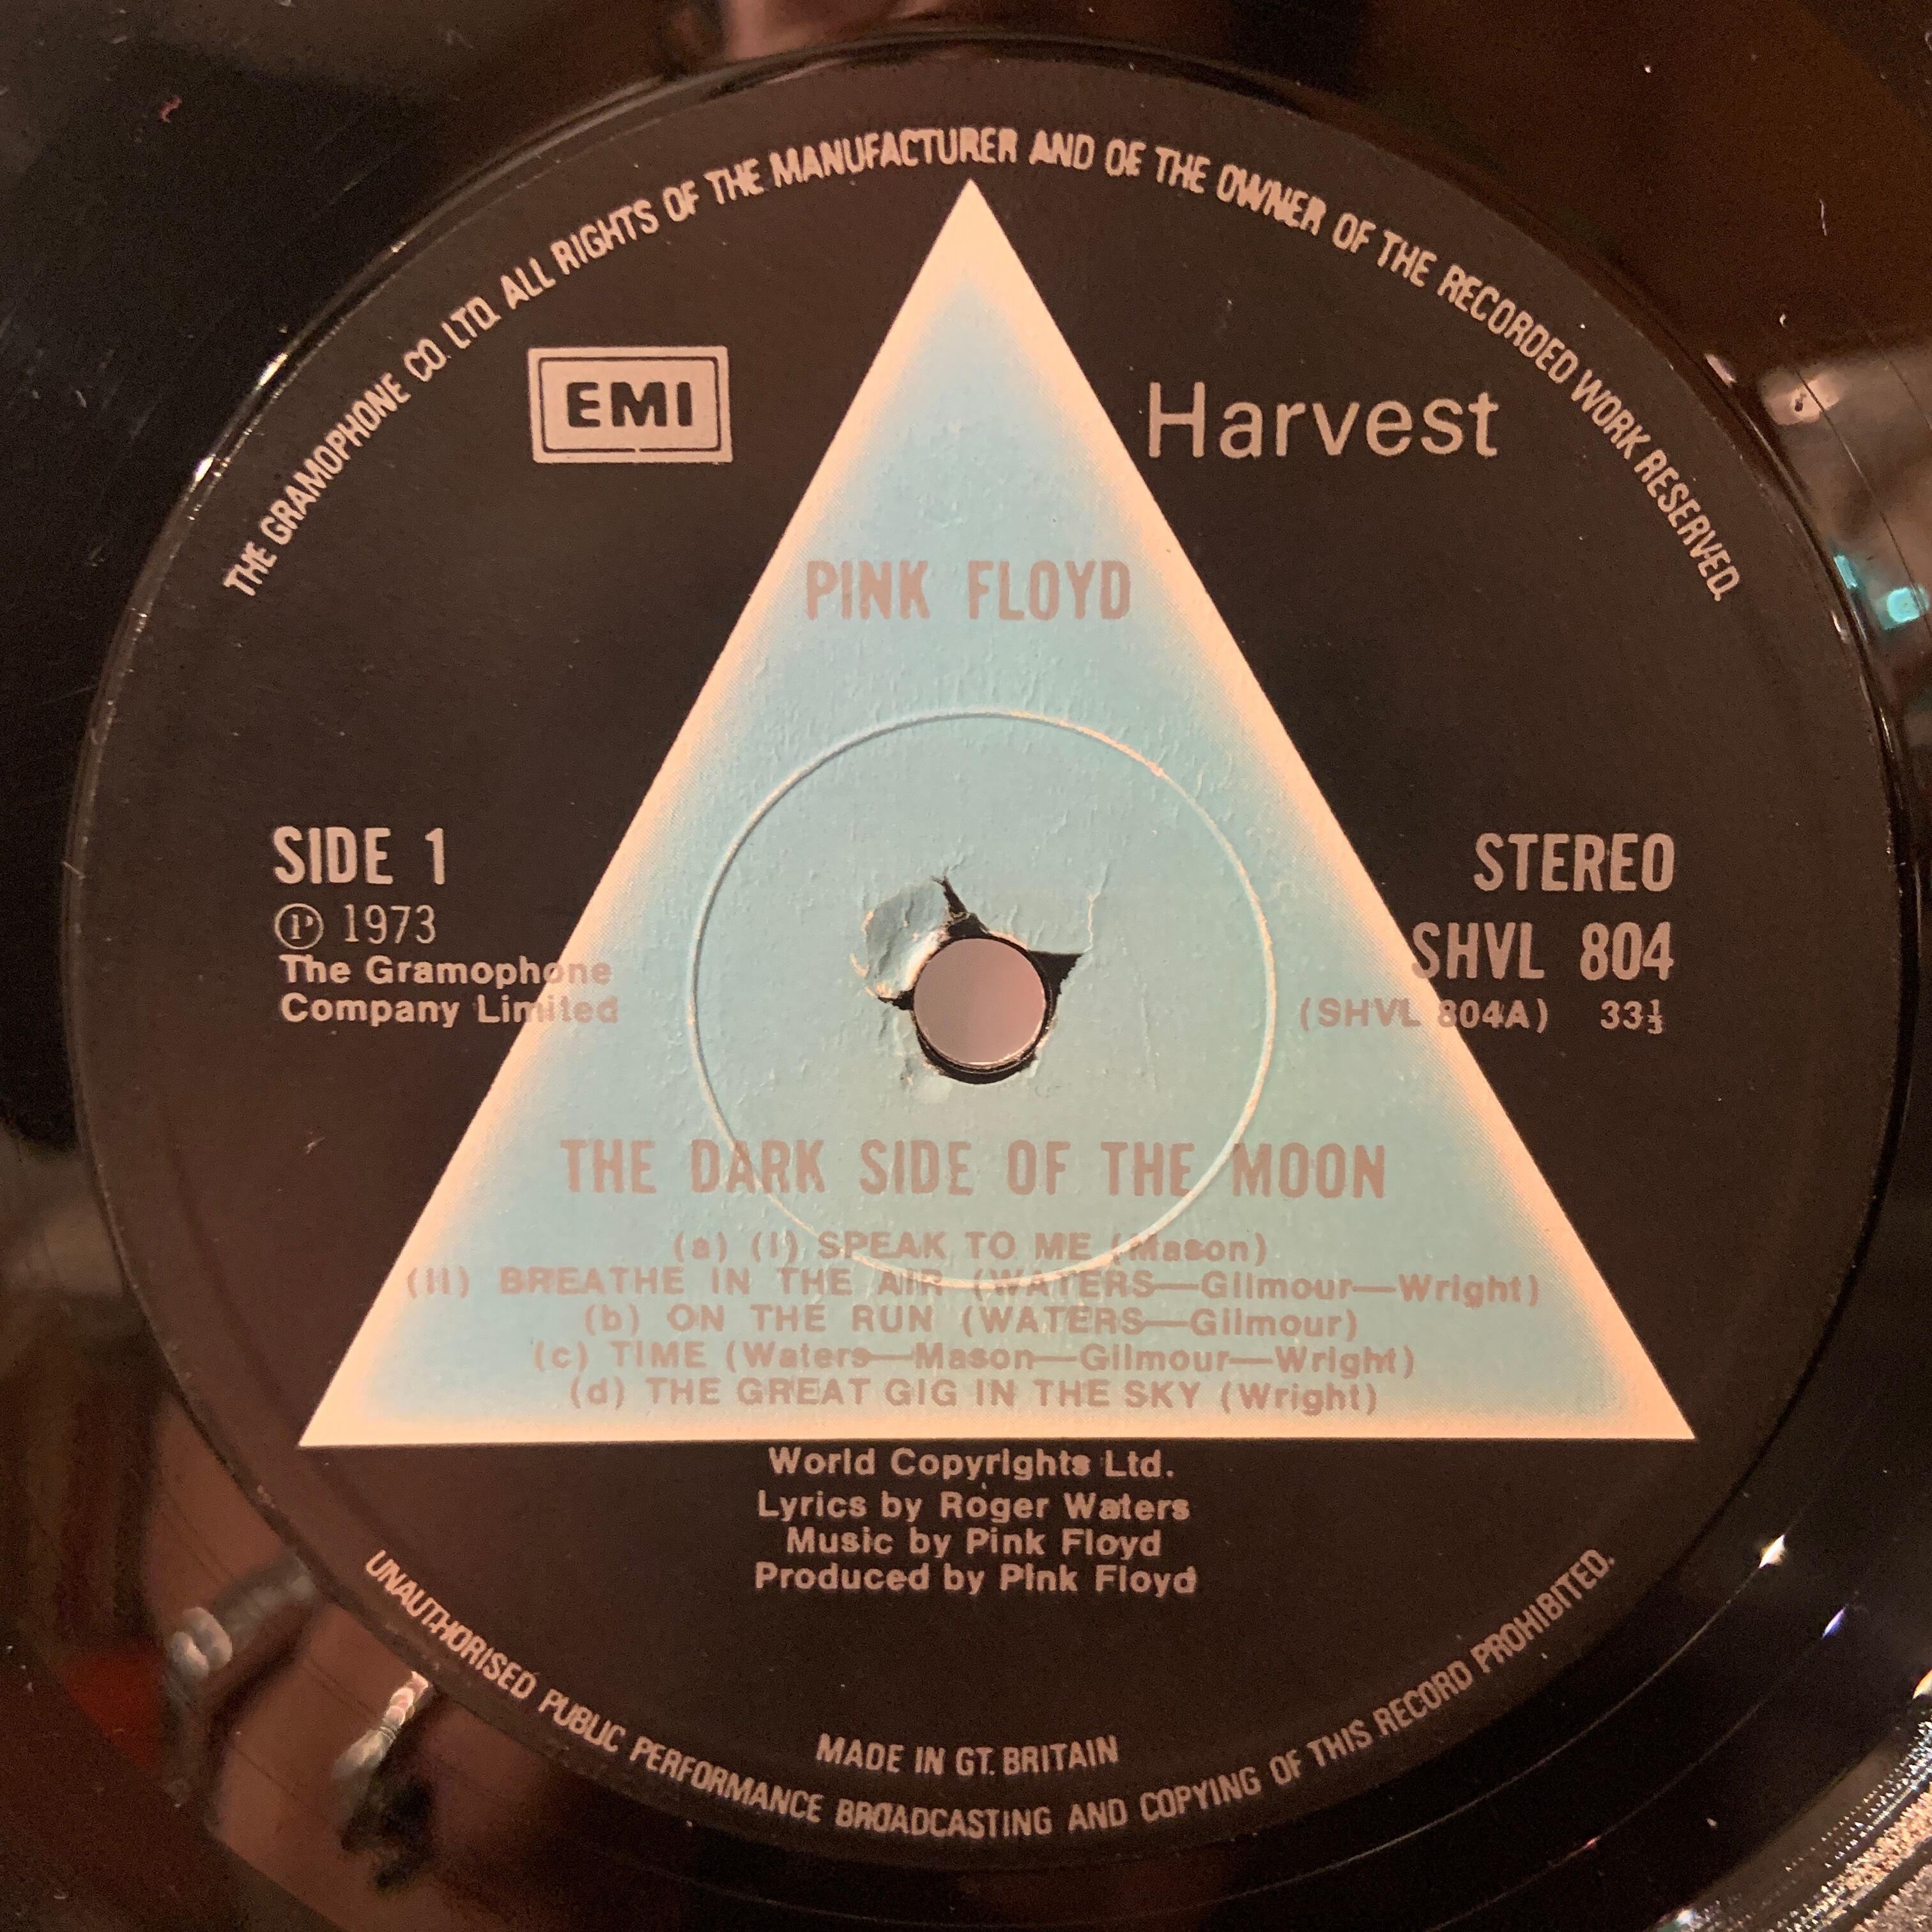 THE GRAMOPHONE CO. LTD. ALL RIGHTS OF THE MANUFACTURER AND OF THE OWNER OF THE RECORDED WORK RESERVED.
EMI
Harvest
PINK FLOYD
SIDE 1
Ⓟ 1973
The Gramophone
Company Limited
STEREO
SHVL 804
(SHVL 804A) 33⅓
THE DARK SIDE OF THE MOON
(a) (i) SPEAK TO ME (Mason)
(ii) BREATHE IN THE AIR (WATERS—Gilmour—Wright)
(b) ON THE RUN (WATERS—Gilmour)
(c) TIME (Waters—Mason—Gilmour—Wright)
(d) THE GREAT GIG IN THE SKY (Wright)
World Copyrights Ltd.
Lyrics by Roger Waters
Music by Pink Floyd
Produced by Pink Floyd
MADE IN GT. BRITAIN
UNAUTHORISED PUBLIC PERFORMANCE BROADCASTING AND COPYING OF THIS RECORD PROHIBITED.